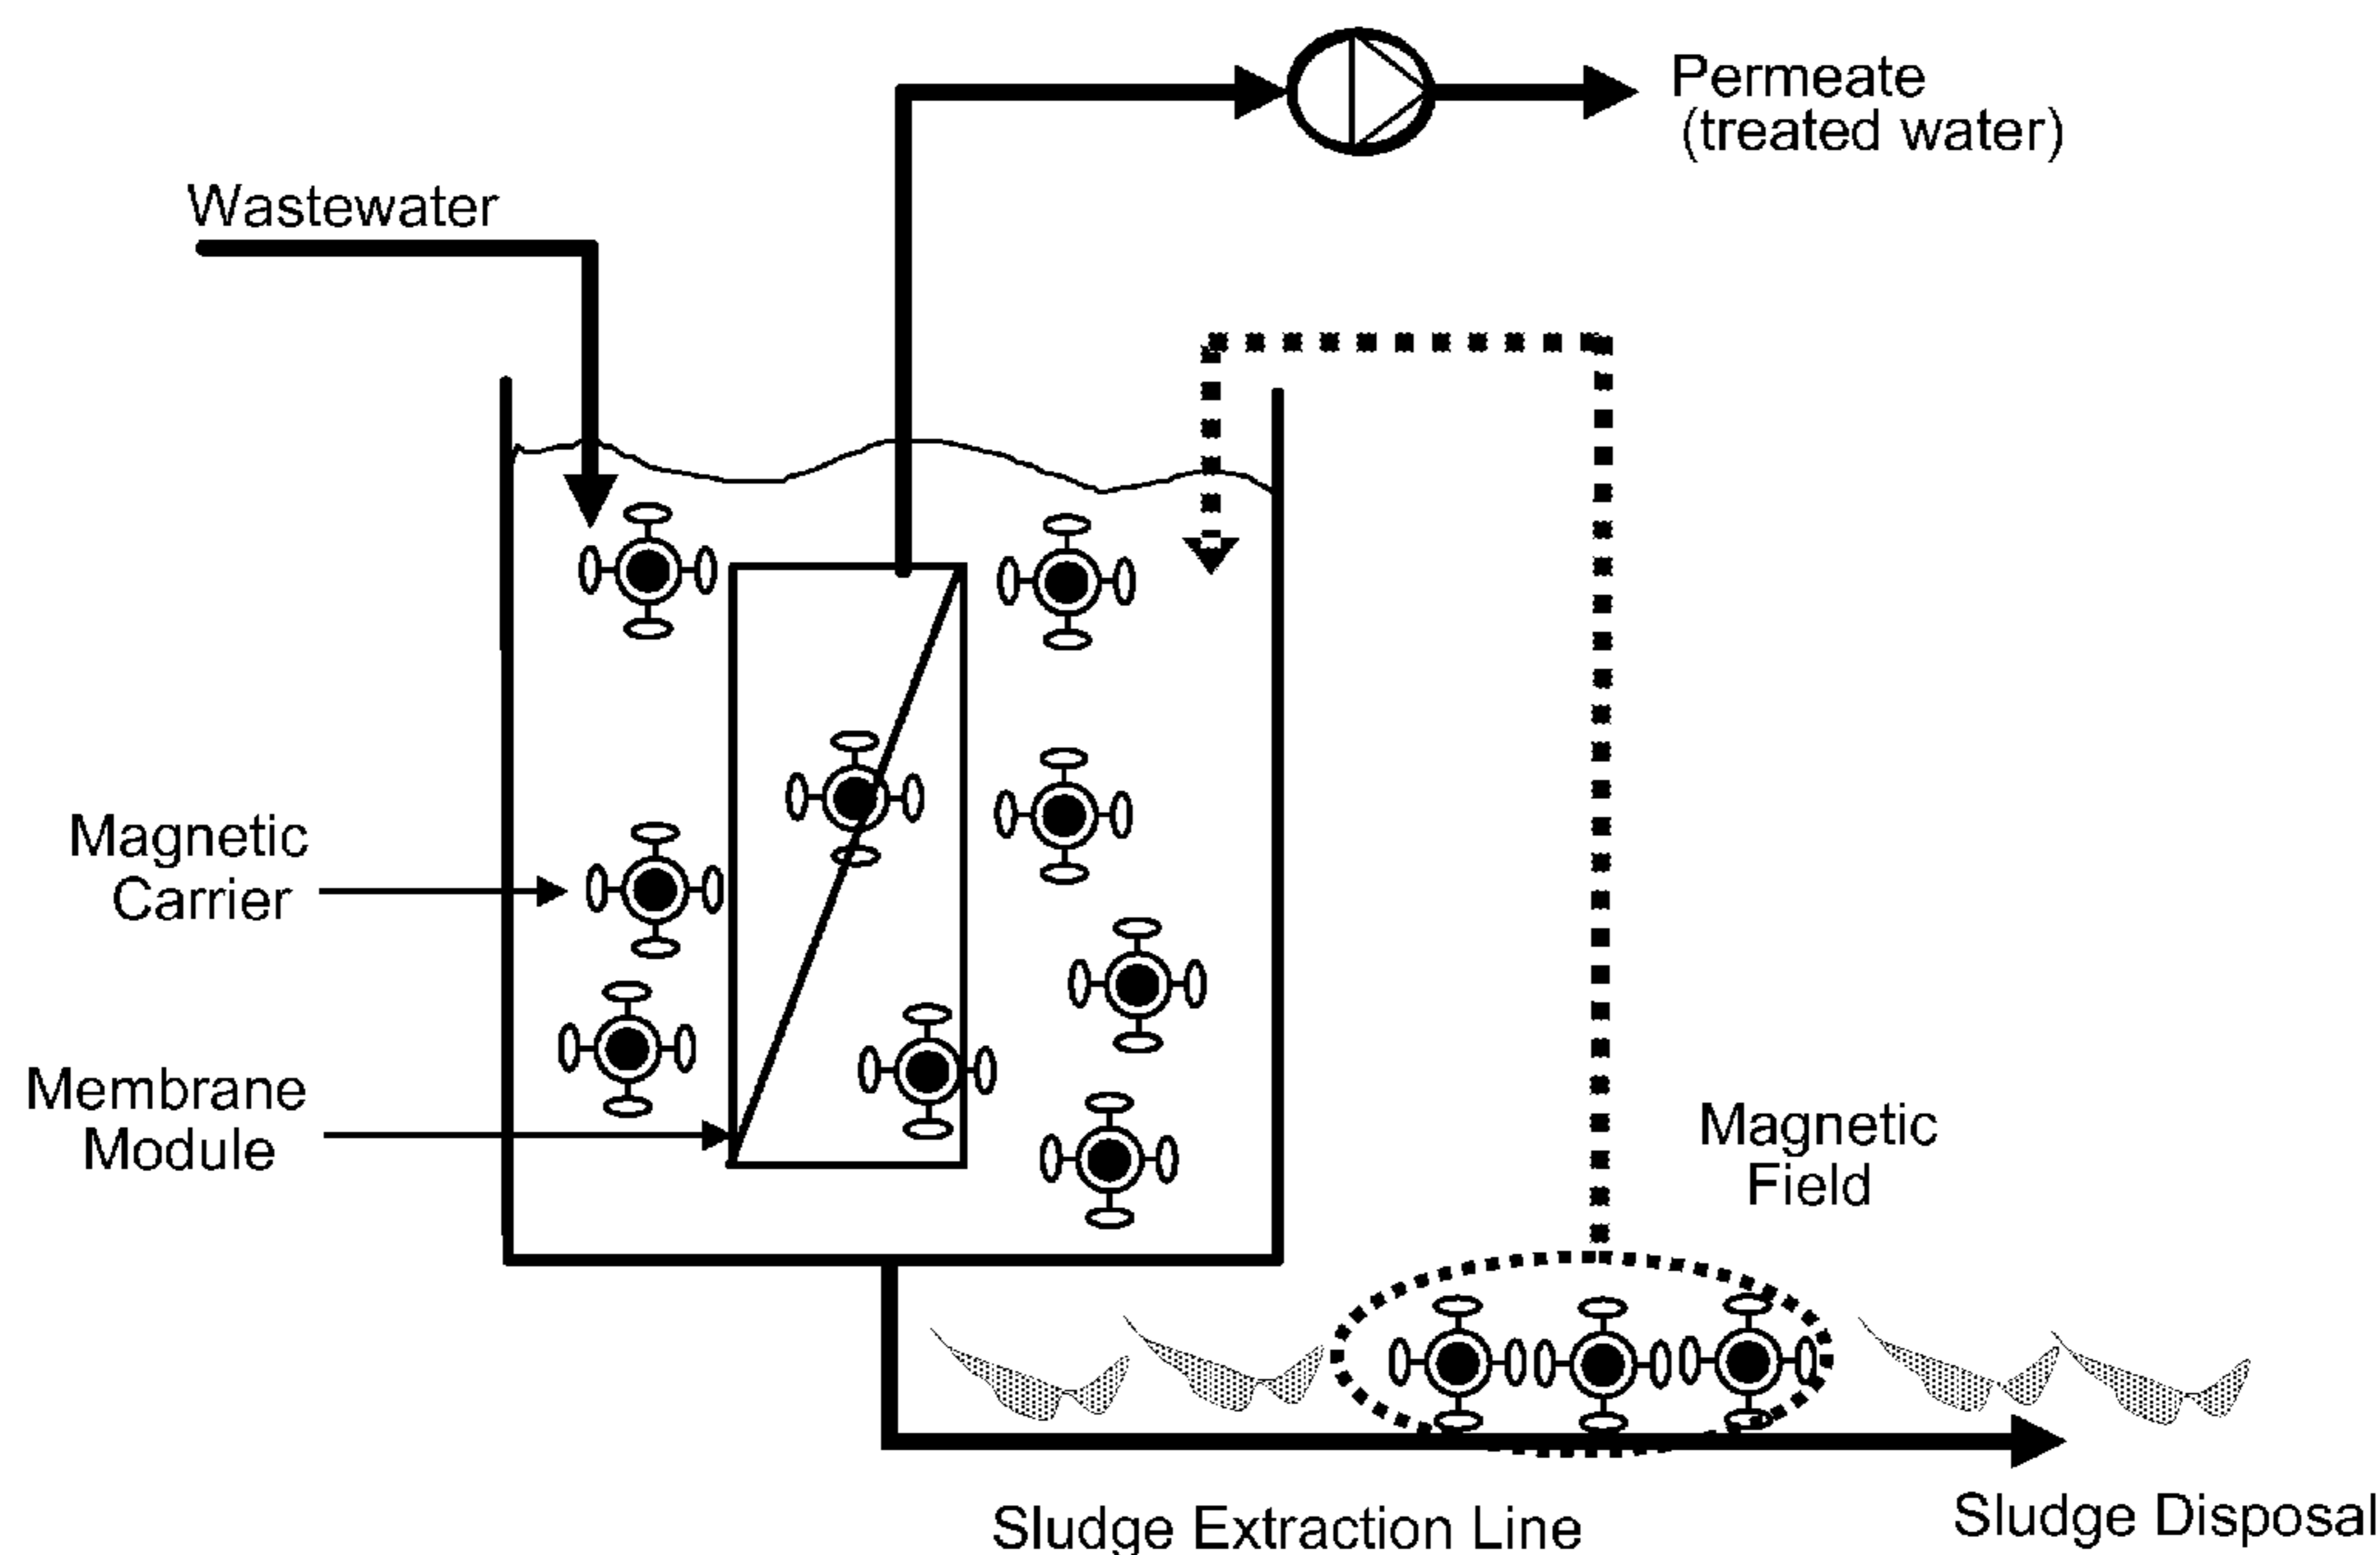 Permeate
(treated water)
Wastewater
Magnetic
Carrier
Membrane
Module
Magnetic
Field
Sludge Extraction Line
Sludge Disposal